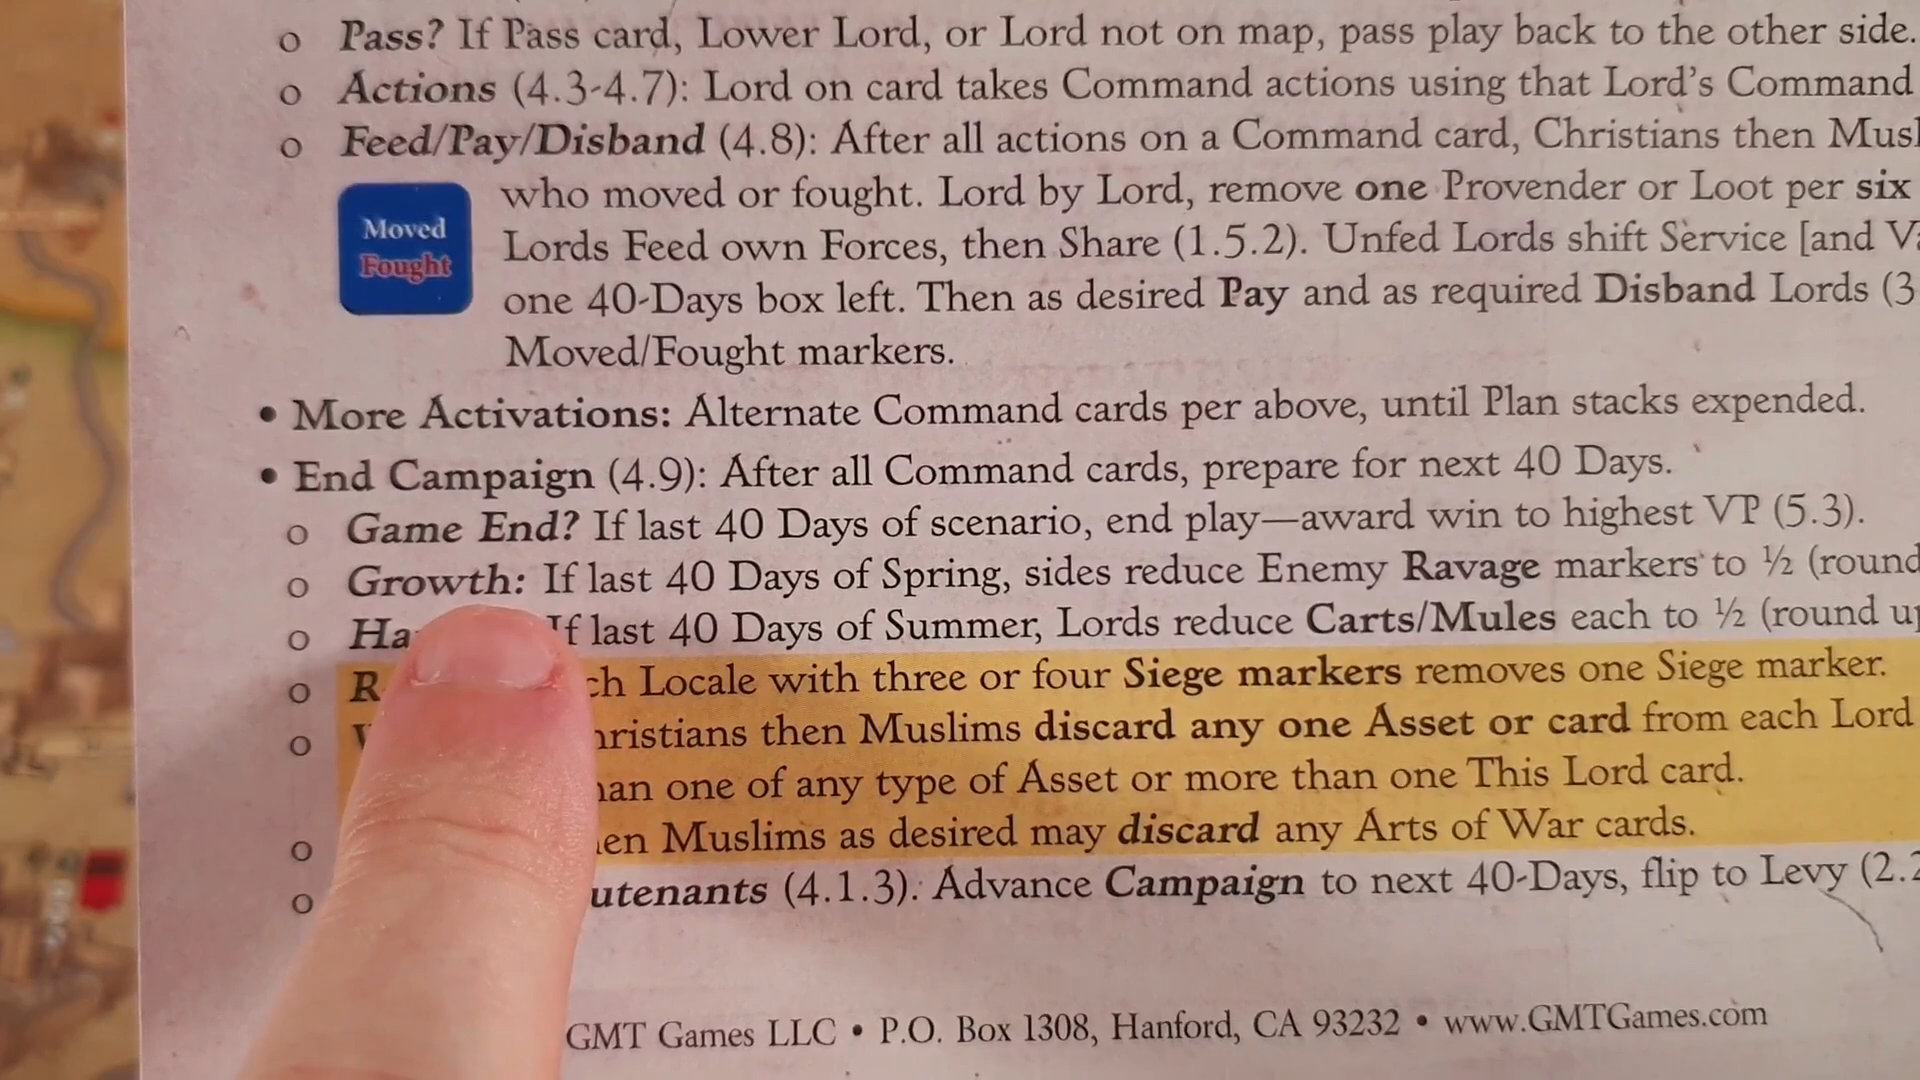 o Pass? If Pass card, Lower Lord, or Lord not on map, pass play back to the other side.
o Actions (4.3-4.7): Lord on card takes Command actions using that Lord's Command
o Feed/Pay/Disband (4.8): After all actions on a Command card, Christians then
who moved or fought. Lord by Lord, remove one Provender or Loot per six
Moved
Fought
Lords Feed own Forces, then Share (1.5.2). Unfed Lords shift Service [and
one 40-Days box left. Then as desired Pay and as required Disband Lords (3
Moved/Fought markers.
• More Activations: Alternate Command cards per above, until Plan stacks expended.
• End Campaign (4.9): After all Command cards, prepare for next 40 Days.
o Game End? If last 40 Days of scenario, end play—award win to highest VP (5.3).
o Growth: If last 40 Days of Spring, sides reduce Enemy Ravage markers to ½ (round
o If last 40 Days of Summer, Lords reduce Carts/Mules each to ½ (round
o Locale with three or four Siege markers removes one Siege marker.
o then Muslims discard any one Asset or card from each Lord
one of any type of Asset or more than one This Lord card.
o Muslims as desired may discard any Arts of War cards.
o (4.1.3). Advance Campaign to next 40-Days, flip to Levy (2.2
GMT Games LLC • P.O. Box 1308, Hanford, CA 93232 • www.GMTGames.com